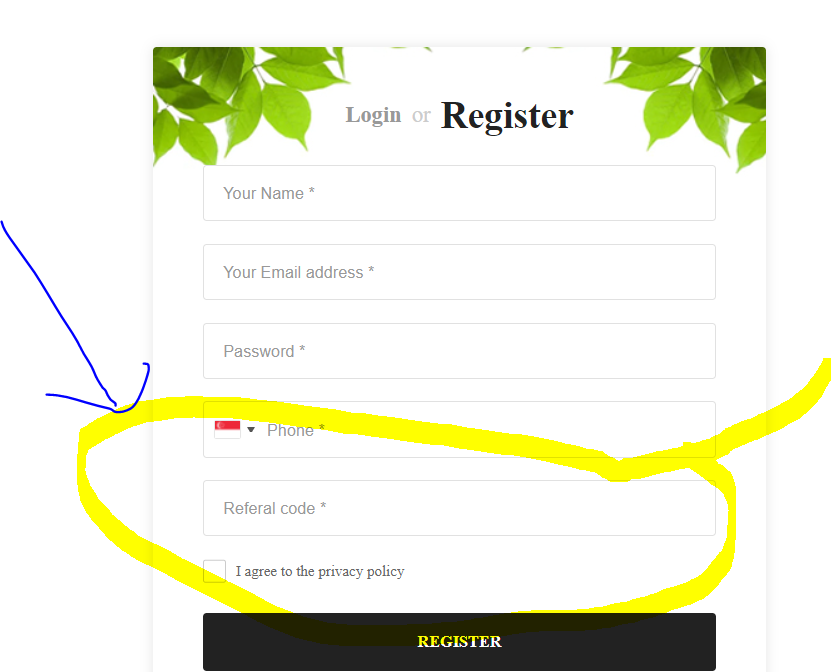 Login or Register
Your Name *
Your Email address *
Password *
Phone *
Referal code *
I agree to the privacy policy
REGISTER